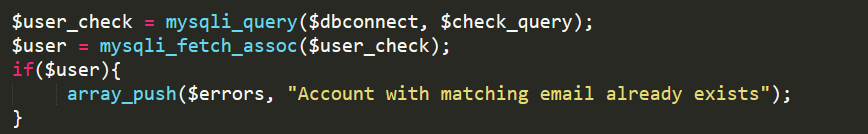 $user_check = mysqli_query($dbconnect, $check_query);
$user = mysqli_fetch_assoc($user_check);
if($user){
    array_push($errors, "Account with matching email already exists");
}